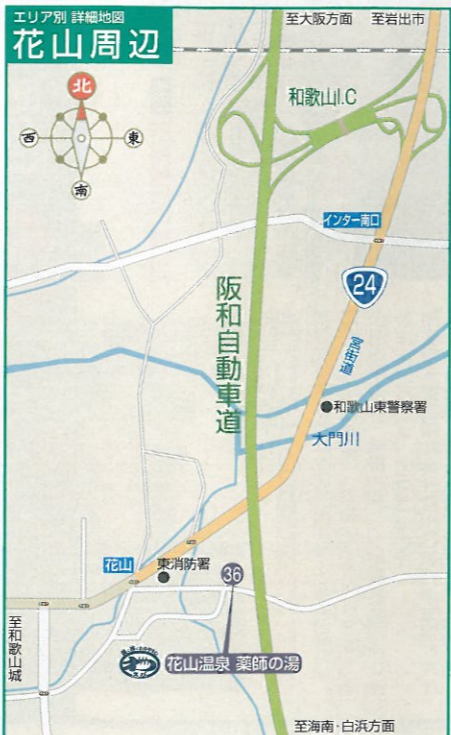 エリア別 詳細地図
花山周辺
至大阪方面
至岩出市
北
西
東
南
和歌山I.C
インター南口
24
阪和自動車道
宮街道
●和歌山東警察署
大門川
花山
東消防署
36
至和歌山城
花山温泉 薬師の湯
至海南・白浜方面